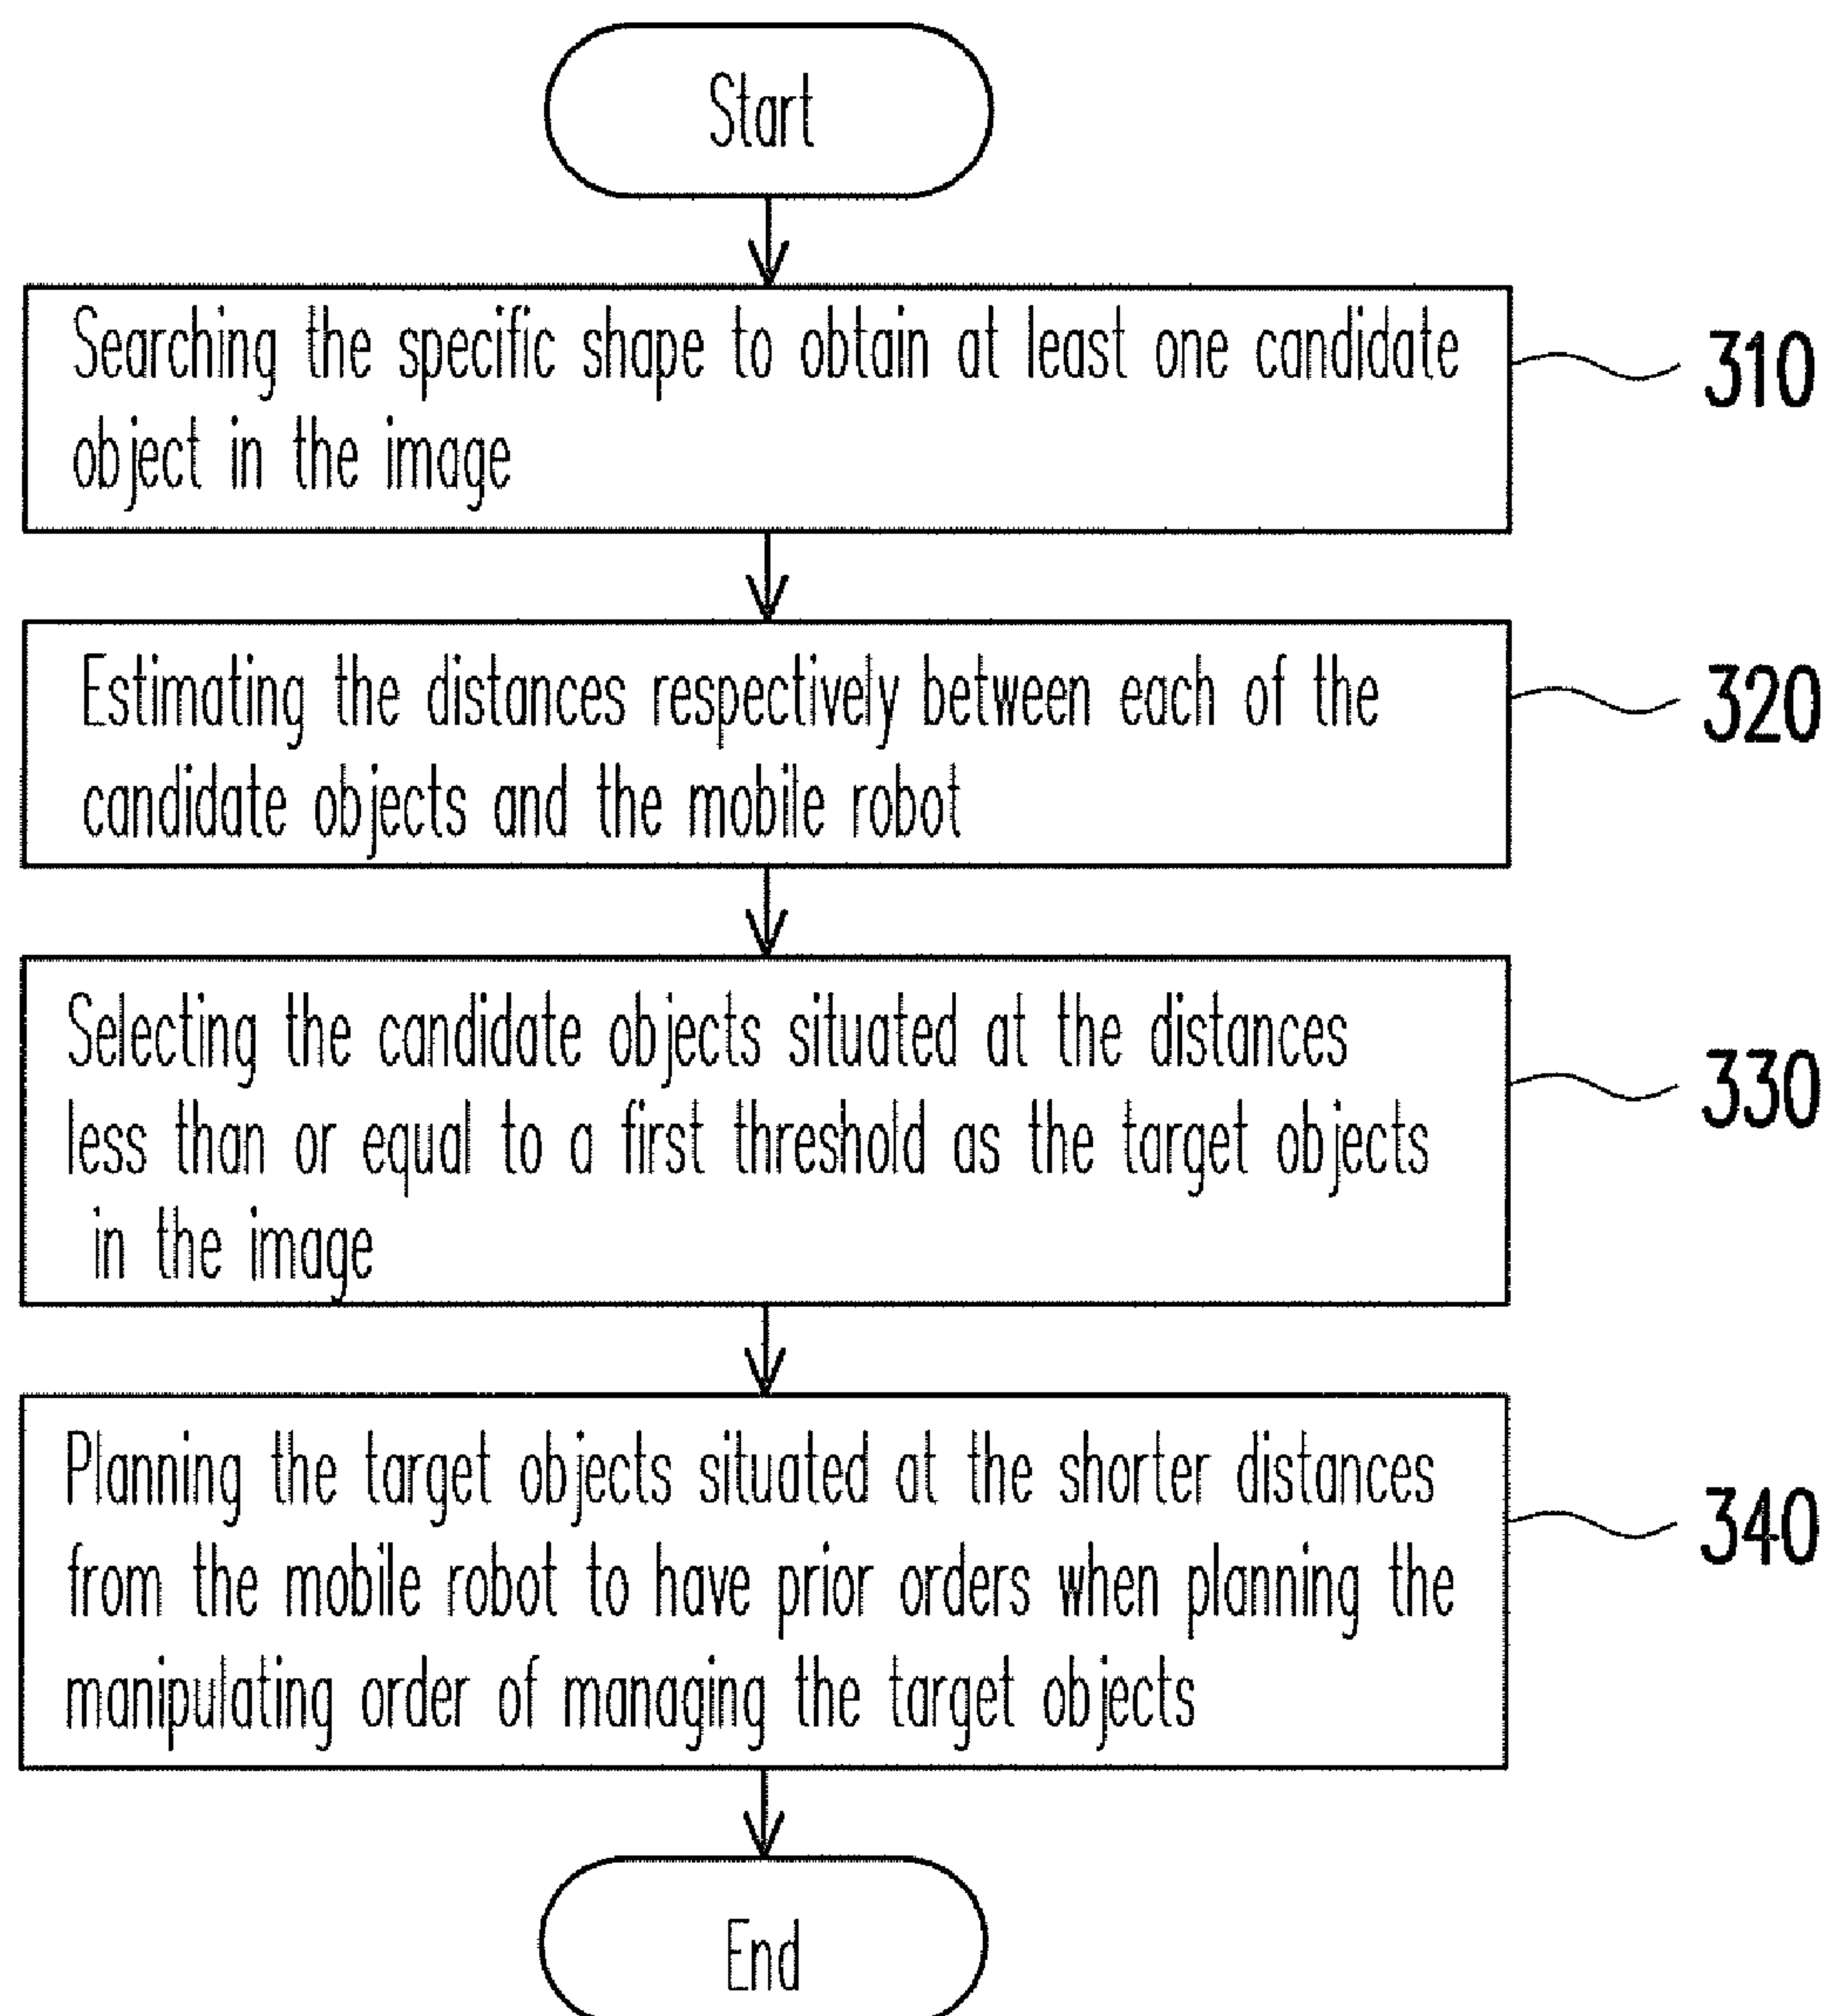 Start
Searching the specific shape to obtain at least one candidate
object in the image
310
Estimating the distances respectively between each of the
candidate objects and the mobile robot
320
Selecting the candidate objects situated at the distances
less than or equal to a first threshold as the target objects
in the image
330
Planning the target objects situated at the shorter distances
from the mobile robot to have prior orders when planning the
manipulating order of managing the target objects
340
End